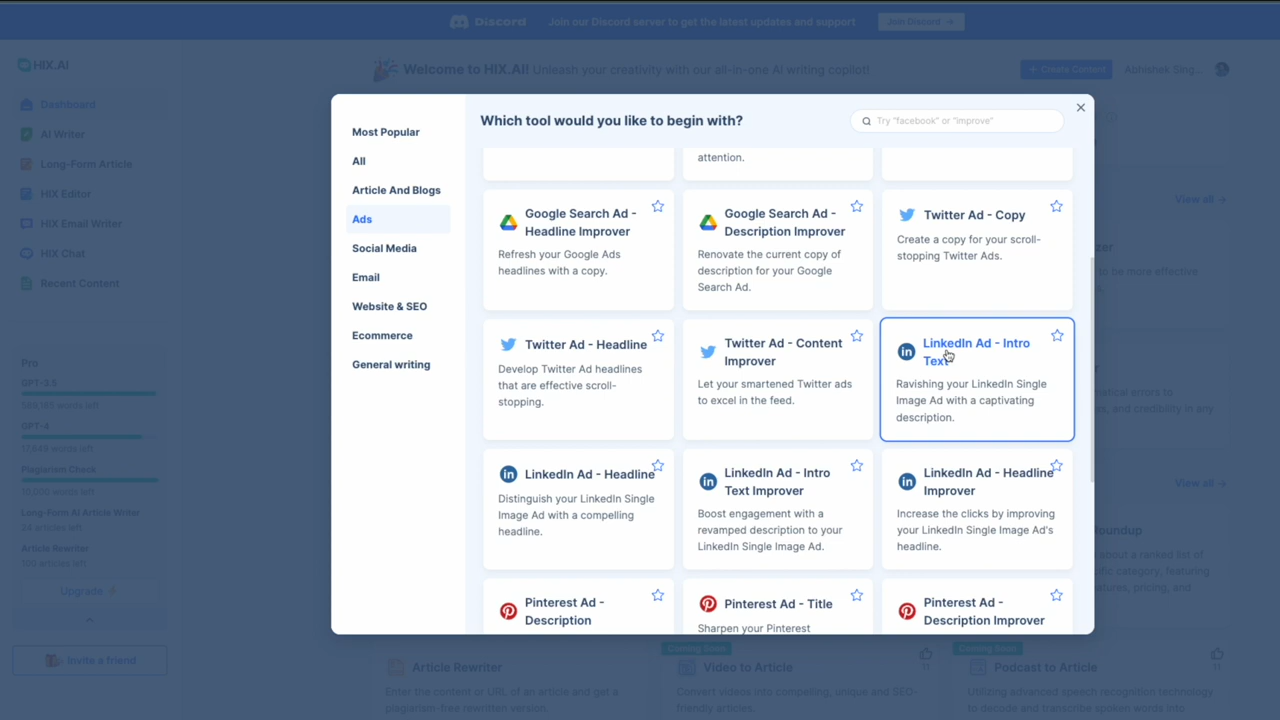 Discord Join our Discord server to get the latest updates and support Join Discord →
HIX.AI
Welcome to HIX.AI! Unleash your creativity with our all-in-one AI writing copilot!
+ Create Content
Abhishek Sing...
Dashboard
AI Writer
Long-Form Article
HIX Editor
HIX Email Writer
HIX Chat
Recent Content
Pro
GPT-3.5
words left
GPT-4
words left
Plagiarism Check
10,000 words left
Long-Form AI Article Writer
articles left
Article Rewriter
100 articles left
Upgrade
Invite a friend
Most Popular
All
Article And Blogs
Ads
Social Media
Email
Website & SEO
Ecommerce
General writing
Which tool would you like to begin with?
Try "facebook" or "improve"
attention.
Google Search Ad -
Headline Improver
Refresh your Google Ads
headlines with a copy.
Google Search Ad -
Description Improver
Renovate the current copy of
description for your Google
Search Ad.
Twitter Ad - Copy
Create a copy for your scroll-
stopping Twitter Ads.
Twitter Ad - Headline
Develop Twitter Ad headlines
that are effective scroll-
stopping.
Twitter Ad - Content
Improver
Let your smartened Twitter ads
to excel in the feed.
LinkedIn Ad - Intro
Text
Ravishing your LinkedIn Single
Image Ad with a captivating
description.
LinkedIn Ad - Headline
Distinguish your LinkedIn Single
Image Ad with a compelling
headline.
LinkedIn Ad - Intro
Text Improver
Boost engagement with a
revamped description to your
LinkedIn Single Image Ad.
LinkedIn Ad - Headline
Improver
Increase the clicks by improving
your LinkedIn Single Image Ad's
headline.
Pinterest Ad -
Description
Pinterest Ad - Title
Sharpen your Pinterest
Pinterest Ad -
Description Improver
View all →
to be more effective
errors to
and credibility in any
View all →
Roundup
about a ranked list of
category, featuring
pricing, and
Article Rewriter
Enter the content or URL of an article and get a
plagiarism-free rewritten version.
Coming Soon
Video to Article
Convert videos into compelling, unique and SEO-
friendly articles.
Coming Soon
Podcast to Article
Utilizing advanced speech recognition technology
to decode and transcribe spoken words into